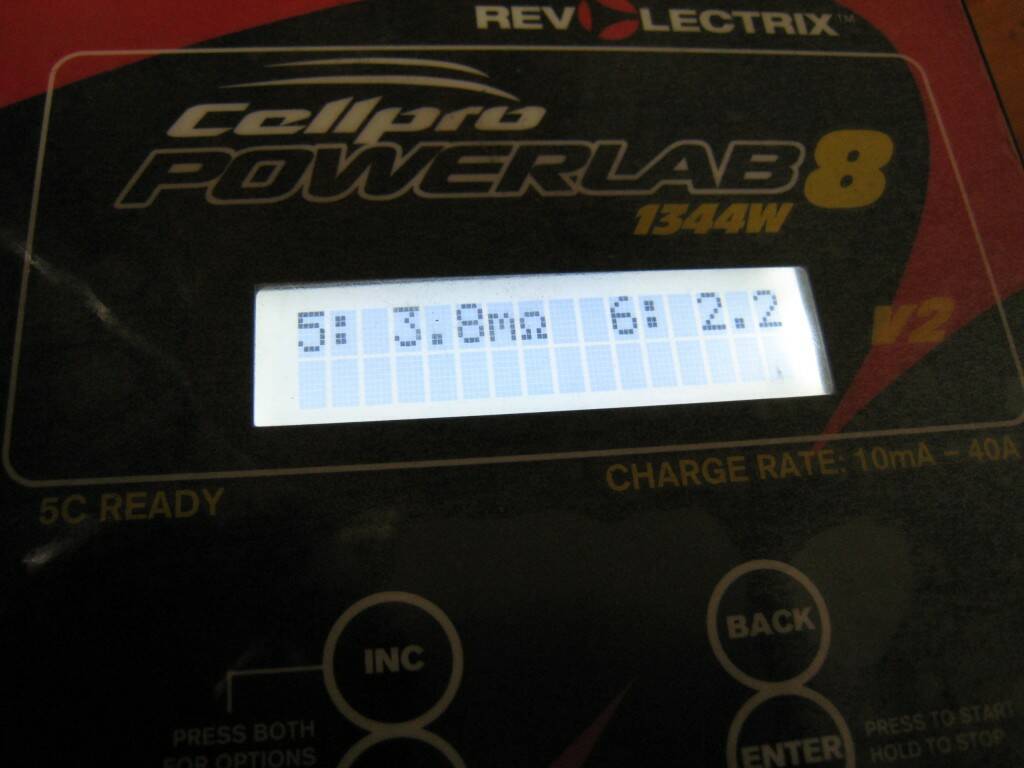 REVOLECTRIX™
Cellpro
POWERLAB 8
1344W
5: 3.8mΩ 6: 2.2
V2
CHARGE RATE: 10mA – 40A
5C READY
BACK
INC
PRESS BOTH
FOR OPTIONS
ENTER
PRESS TO START
HOLD TO STOP